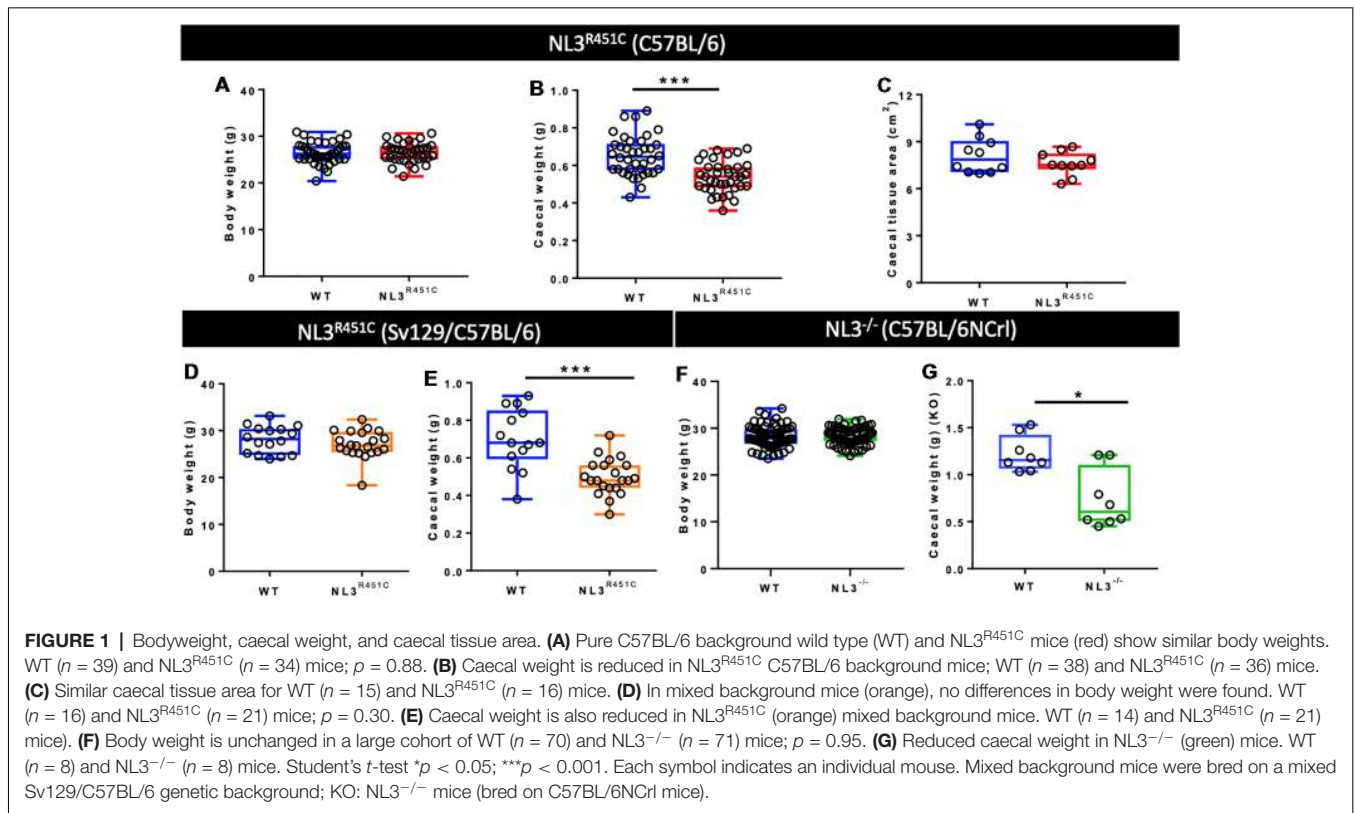 NL3R451C (C57BL/6)
A
B
C
***
40
30
20
10
0
Body weight (g)
WT
NL3R451C
1.0
0.8
0.6
0.4
0.2
0.0
Caecal weight (g)
WT
NL3R451C
12
9
6
3
0
Caecal tissue area (cm2)
WT
NL3R451C
NL3R451C (Sv129/C57BL/6)
NL3-/- (C57BL/6NCrl)
D
40
30
20
10
0
Body weight (g)
WT
NL3R451C
E
***
1.0
0.8
0.6
0.4
0.2
0.0
Caecal weight (g)
WT
NL3R451C
F
40
30
20
10
0
Body weight (g)
WT
NL3-/-
G
*
2.0
1.5
1.0
0.5
0.0
Caecal weight (g) (KO)
WT
NL3-/-
FIGURE 1 | Bodyweight, caecal weight, and caecal tissue area. (A) Pure C57BL/6 background wild type (WT) and NL3R451C mice (red) show similar body weights.
WT (n = 39) and NL3R451C (n = 34) mice; p = 0.88. (B) Caecal weight is reduced in NL3R451C C57BL/6 background mice; WT (n = 38) and NL3R451C (n = 36) mice.
(C) Similar caecal tissue area for WT (n = 15) and NL3R451C (n = 16) mice. (D) In mixed background mice (orange), no differences in body weight were found. WT
(n = 16) and NL3R451C (n = 21) mice; p = 0.30. (E) Caecal weight is also reduced in NL3R451C (orange) mixed background mice. WT (n = 14) and NL3R451C (n = 21)
mice). (F) Body weight is unchanged in a large cohort of WT (n = 70) and NL3−/− (n = 71) mice; p = 0.95. (G) Reduced caecal weight in NL3−/− (green) mice. WT
(n = 8) and NL3−/− (n = 8) mice. Student's t-test *p < 0.05; ***p < 0.001. Each symbol indicates an individual mouse. Mixed background mice were bred on a mixed
Sv129/C57BL/6 genetic background; KO: NL3−/− mice (bred on C57BL/6NCrl mice).